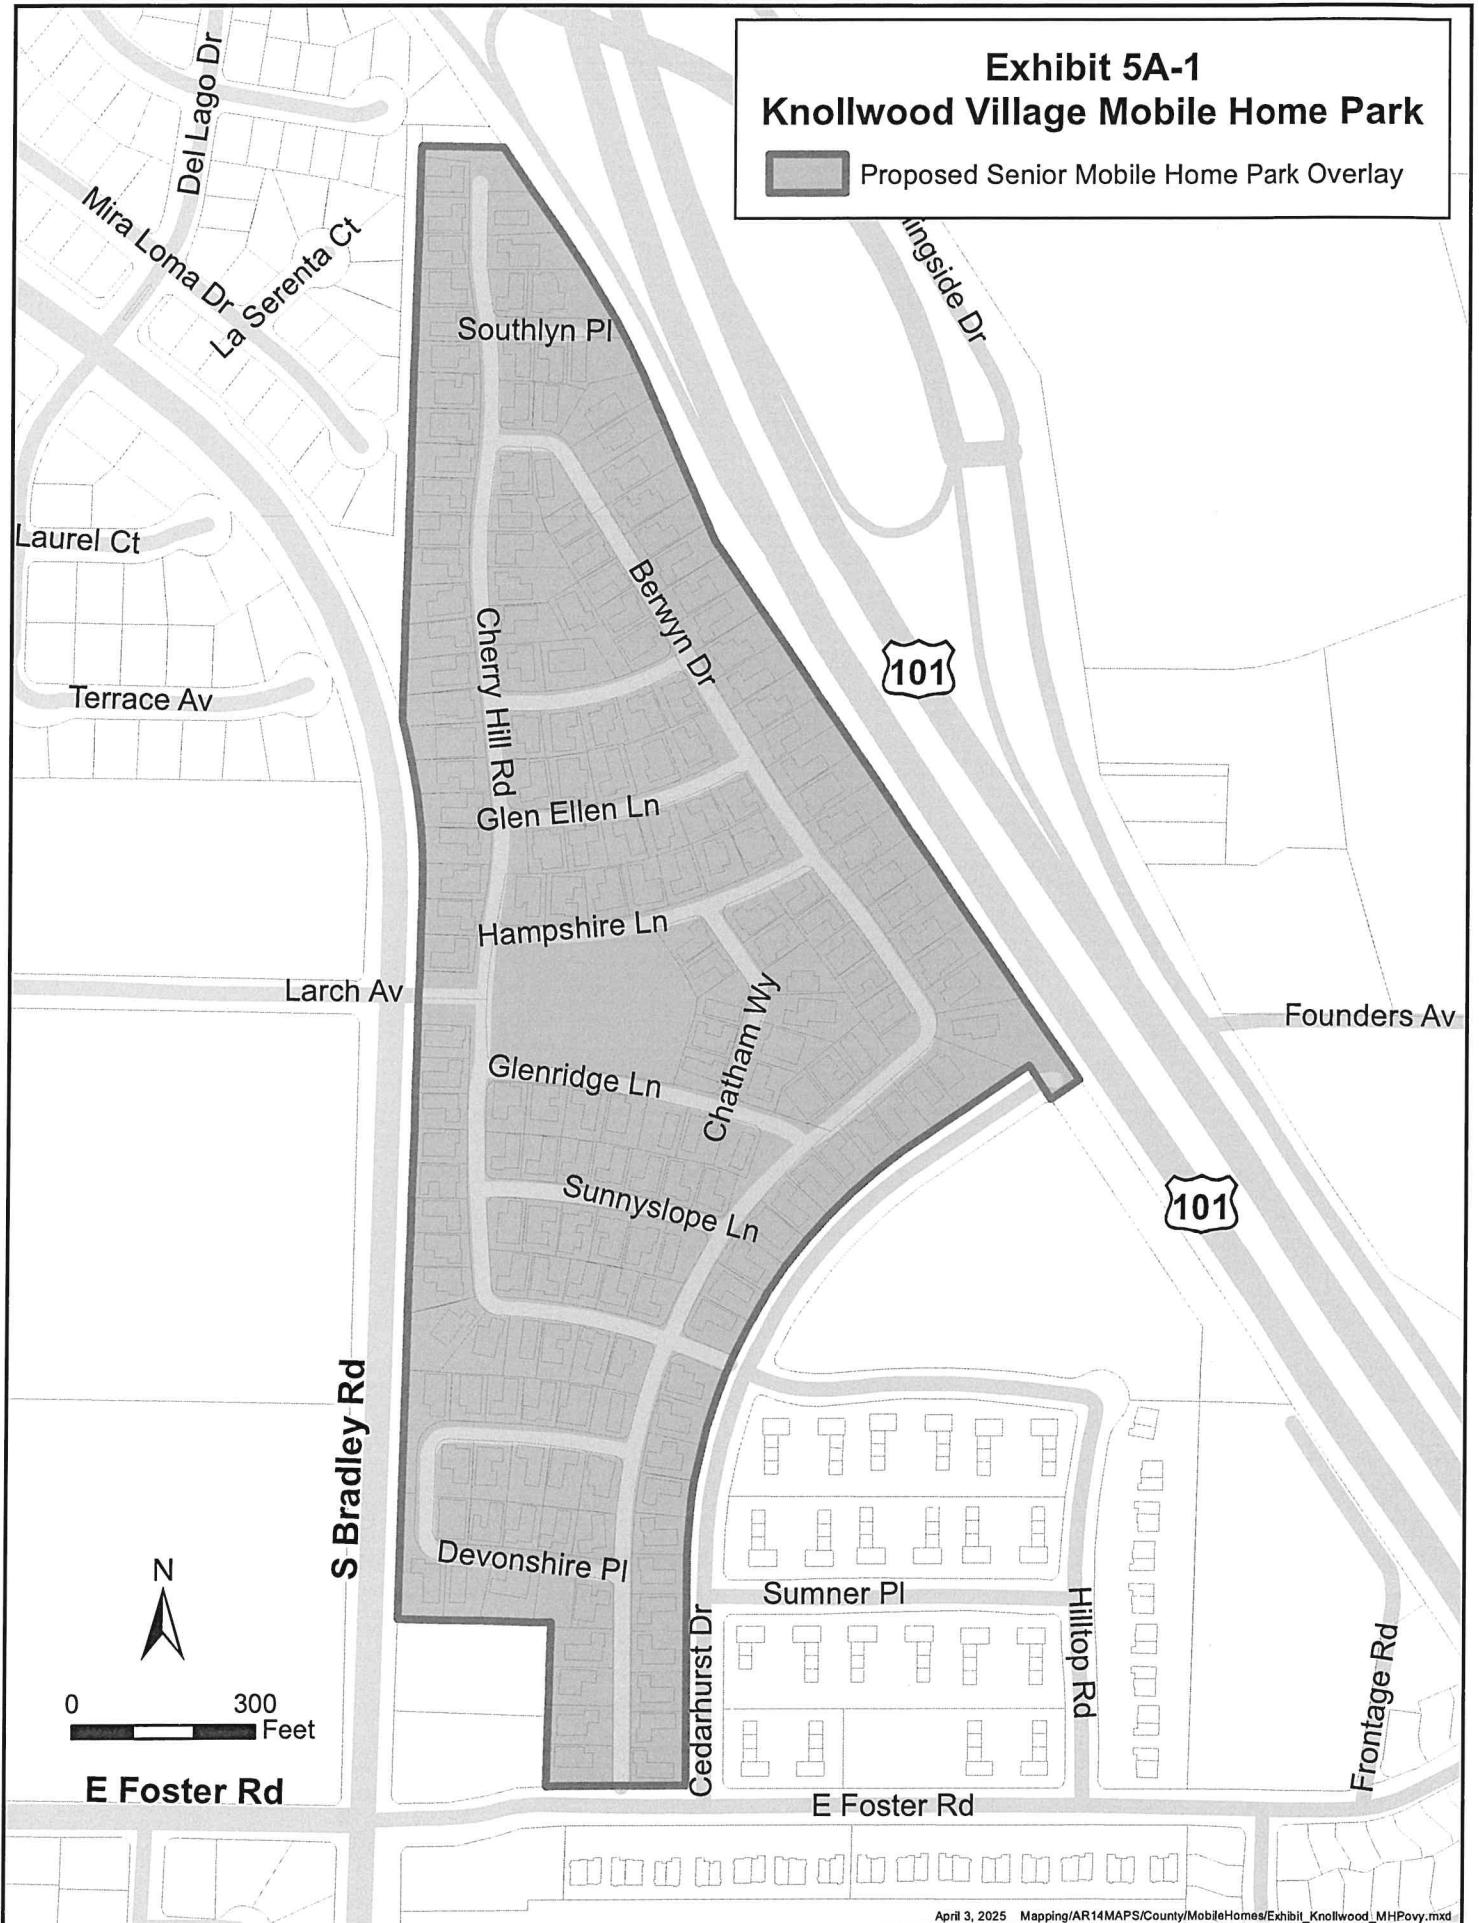 Exhibit 5A-1
Knollwood Village Mobile Home Park
Proposed Senior Mobile Home Park Overlay
Del Lago Dr
Mira Loma Dr
La Serenta Ct
ingside Dr
Southlyn Pl
Laurel Ct
Berwyn Dr
Cherry Hill Rd
101
Terrace Av
Glen Ellen Ln
Hampshire Ln
Larch Av
Chatham Wy
Founders Av
Glenridge Ln
Sunnyslope Ln
101
S Bradley Rd
Devonshire Pl
N
Sumner Pl
Cedarhurst Dr
Hilltop Rd
Frontage Rd
0 300
Feet
E Foster Rd
E Foster Rd
April 3, 2025 Mapping/AR14MAPS/County/MobileHomes/Exhibit_Knollwood_MHPovy.mxd